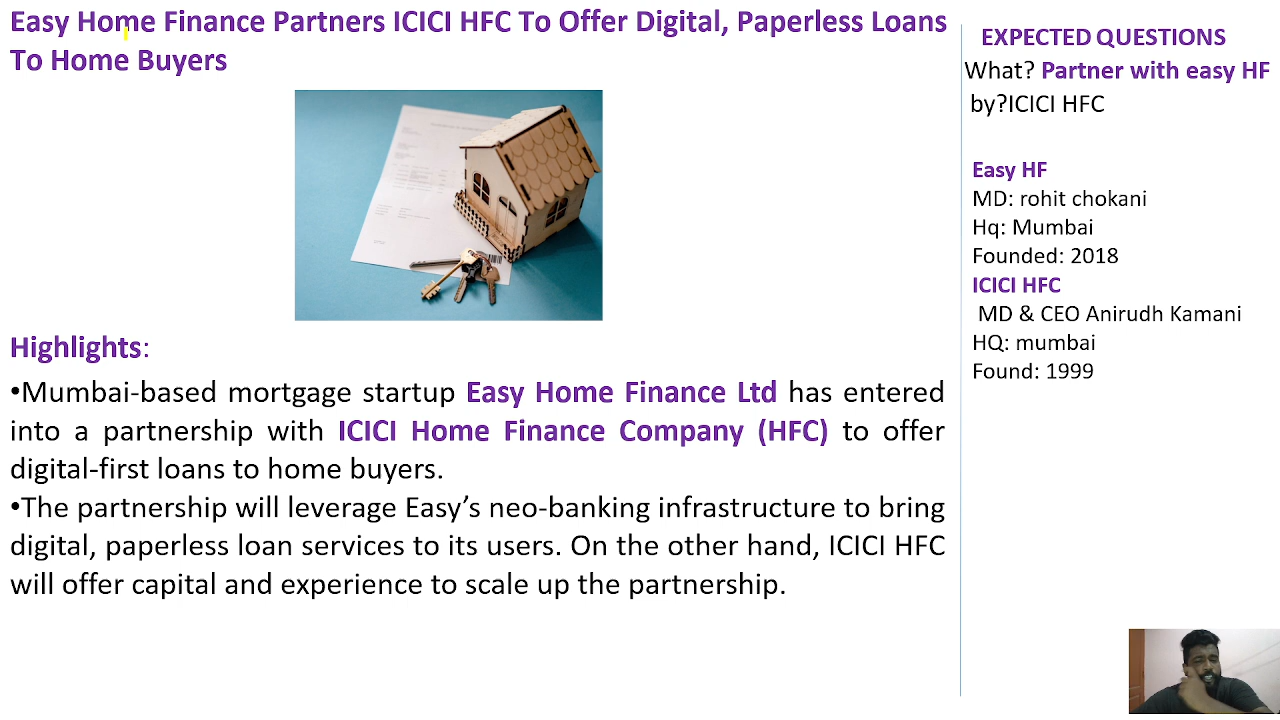 Easy Home Finance Partners ICICI HFC To Offer Digital, Paperless Loans
To Home Buyers
Highlights:
•Mumbai-based mortgage startup Easy Home Finance Ltd has entered
into a partnership with ICICI Home Finance Company (HFC) to offer
digital-first loans to home buyers.
•The partnership will leverage Easy’s neo-banking infrastructure to bring
digital, paperless loan services to its users. On the other hand, ICICI HFC
will offer capital and experience to scale up the partnership.
EXPECTED QUESTIONS
What? Partner with easy HF
by?ICICI HFC
Easy HF
MD: rohit chokani
Hq: Mumbai
Founded: 2018
ICICI HFC
MD & CEO Anirudh Kamani
HQ: mumbai
Found: 1999